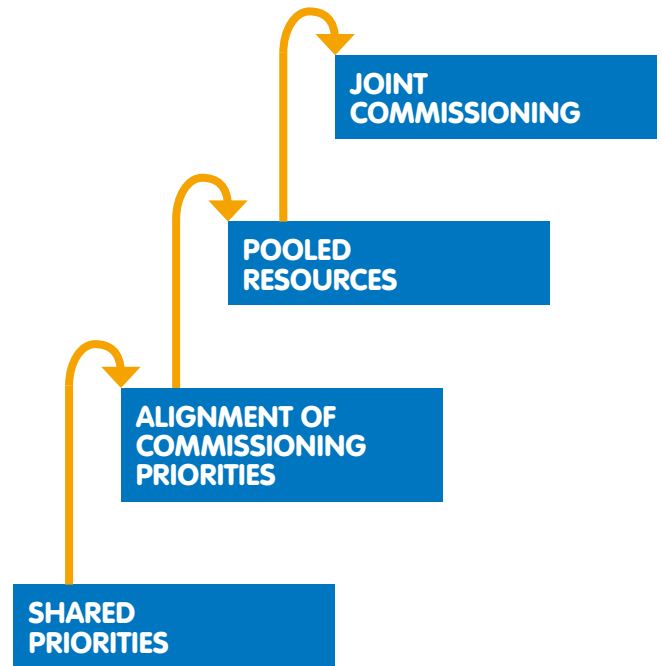 JOINT
COMMISSIONING
POOLED
RESOURCES
ALIGNMENT OF
COMMISSIONING
PRIORITIES
SHARED
PRIORITIES